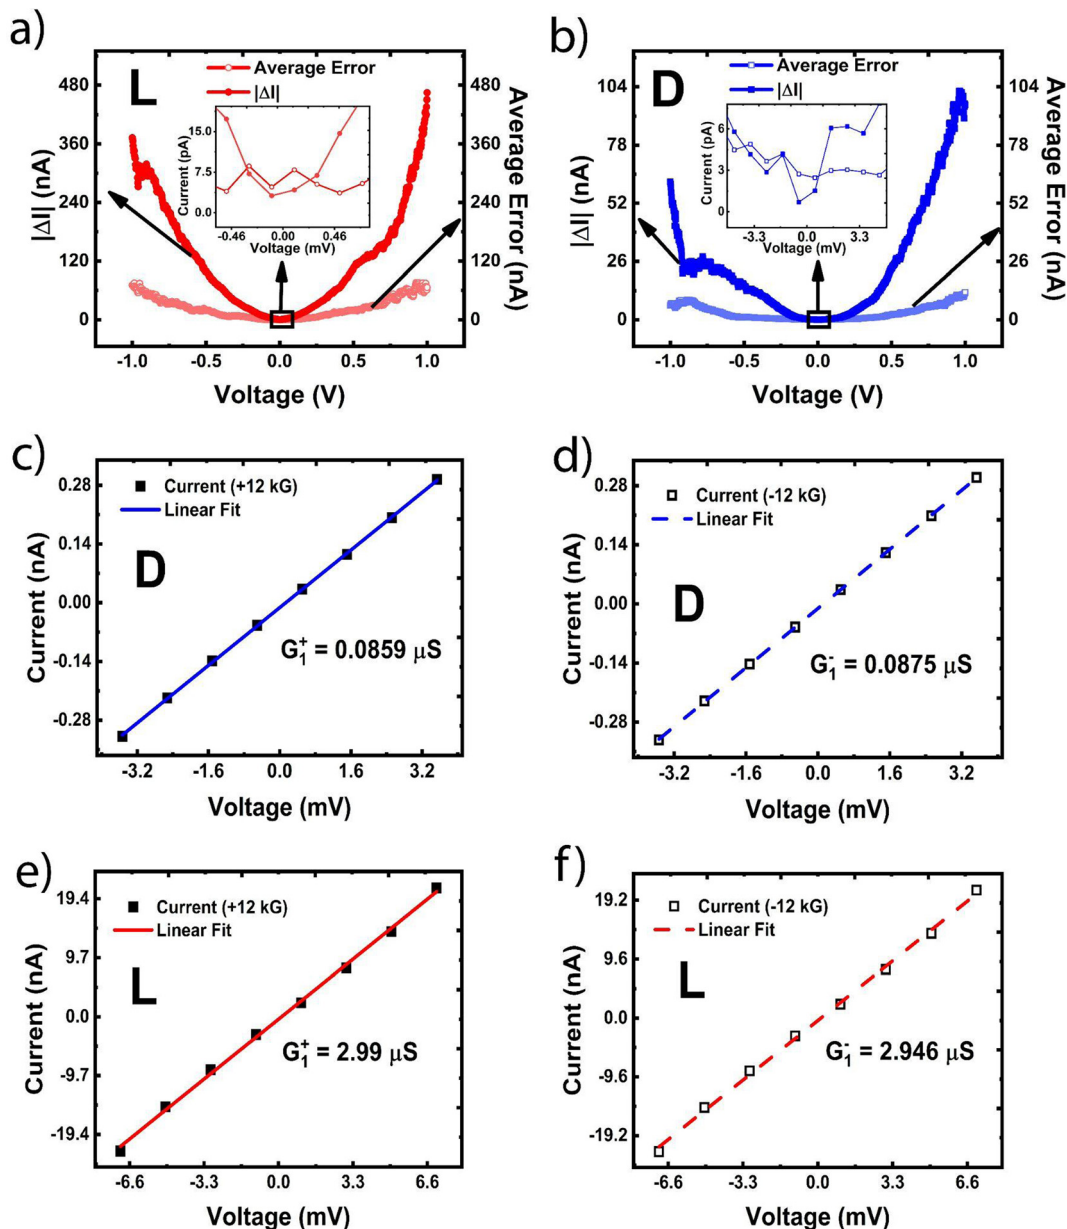 a)
L
Average Error
|ΔI|
480
360
240
120
0
|ΔI| (nA)
480
360
240
120
0
Average Error (nA)
15.0
7.5
0.0
Current (pA)
-0.46 0.00 0.46
Voltage (mV)
-1.0 -0.5 0.0 0.5 1.0
Voltage (V)
b)
D
Average Error
|ΔI|
104
78
52
26
0
|ΔI| (nA)
104
78
52
26
0
Average Error (nA)
6
3
0
Current (pA)
-3.3 0.0 3.3
Voltage (mV)
-1.0 -0.5 0.0 0.5 1.0
Voltage (V)
c)
Current (+12 kG)
Linear Fit
D
G₁⁺ = 0.0859 μS
0.28
0.14
0.00
-0.14
-0.28
Current (nA)
-3.2 -1.6 0.0 1.6 3.2
Voltage (mV)
d)
Current (-12 kG)
Linear Fit
D
G₁⁻ = 0.0875 μS
0.28
0.14
0.00
-0.14
-0.28
Current (nA)
-3.2 -1.6 0.0 1.6 3.2
Voltage (mV)
e)
Current (+12 kG)
Linear Fit
L
G₁⁺ = 2.99 μS
19.4
9.7
0.0
-9.7
-19.4
Current (nA)
-6.6 -3.3 0.0 3.3 6.6
Voltage (mV)
f)
Current (-12 kG)
Linear Fit
L
G₁⁻ = 2.946 μS
19.2
9.6
0.0
-9.6
-19.2
Current (nA)
-6.6 -3.3 0.0 3.3 6.6
Voltage (mV)